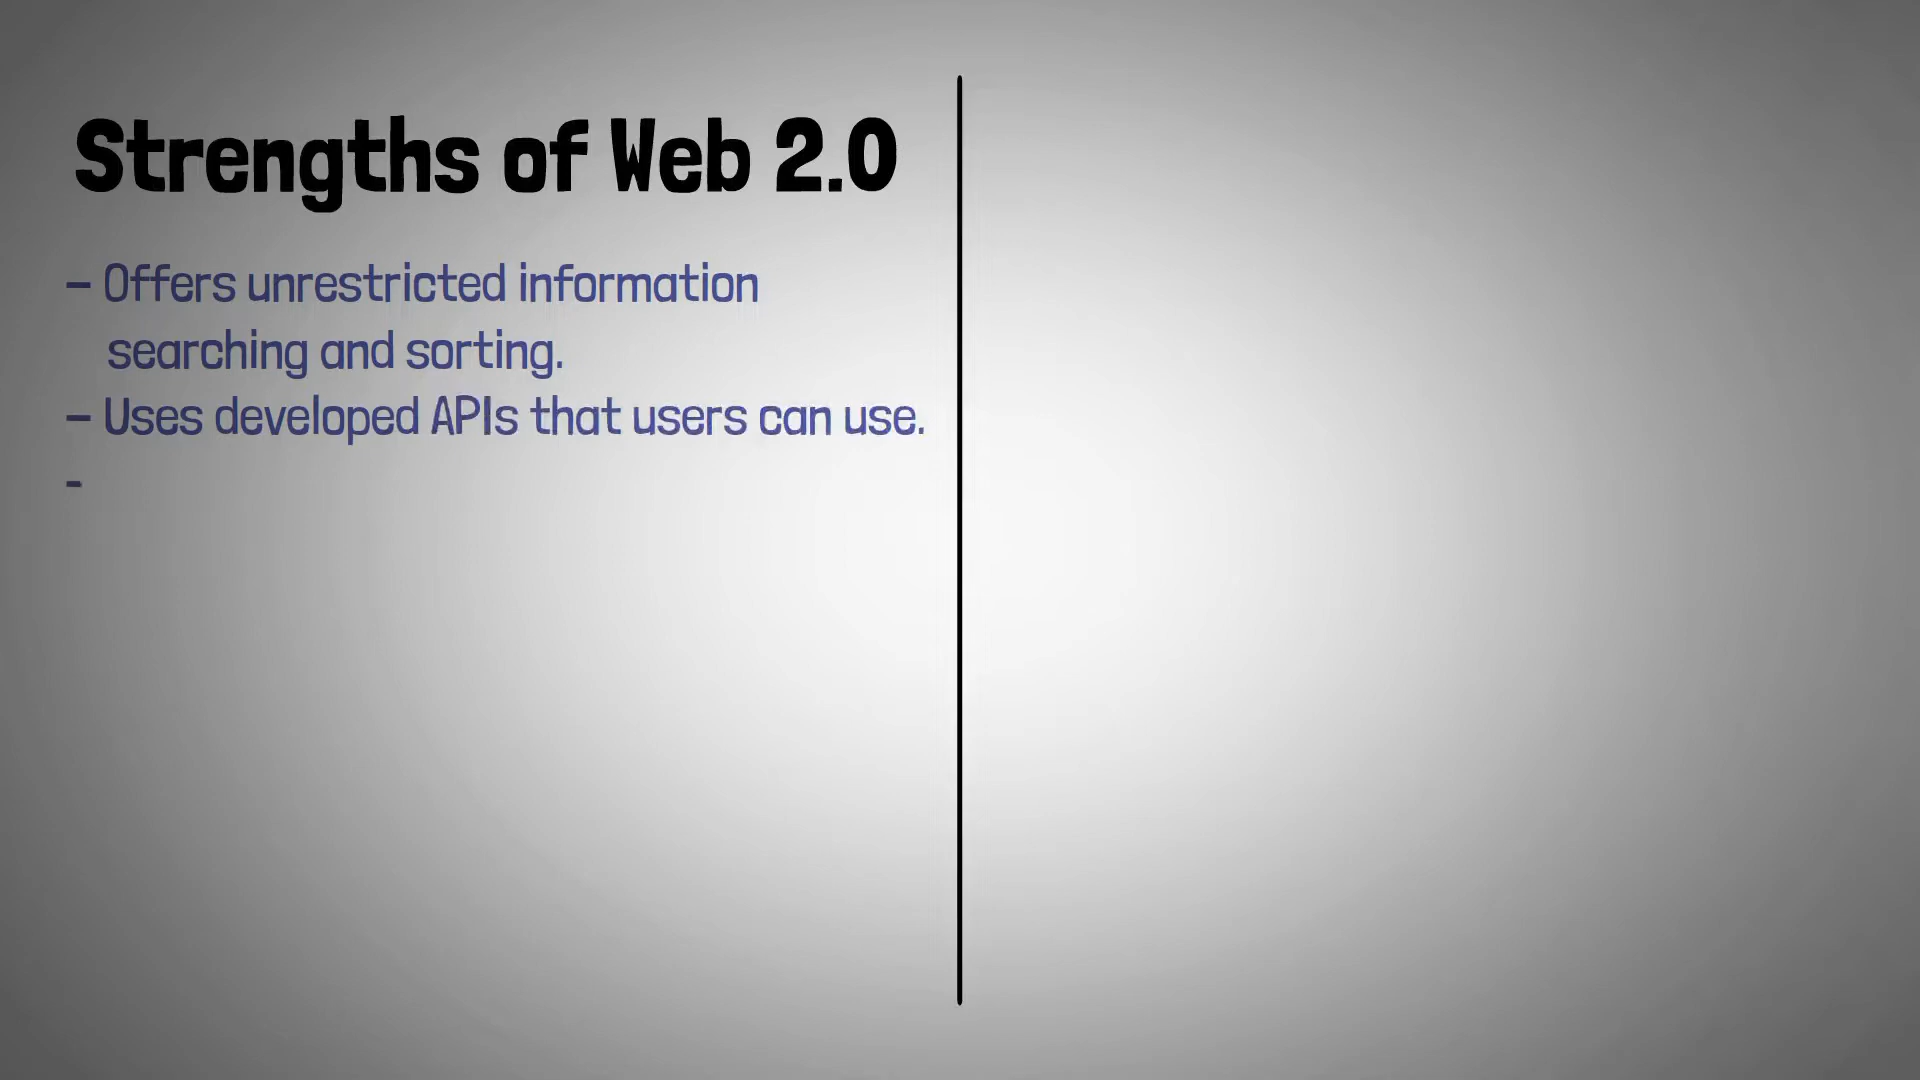 Strengths of Web 2.0
– Offers unrestricted information
searching and sorting.
– Uses developed APIs that users can use.
-